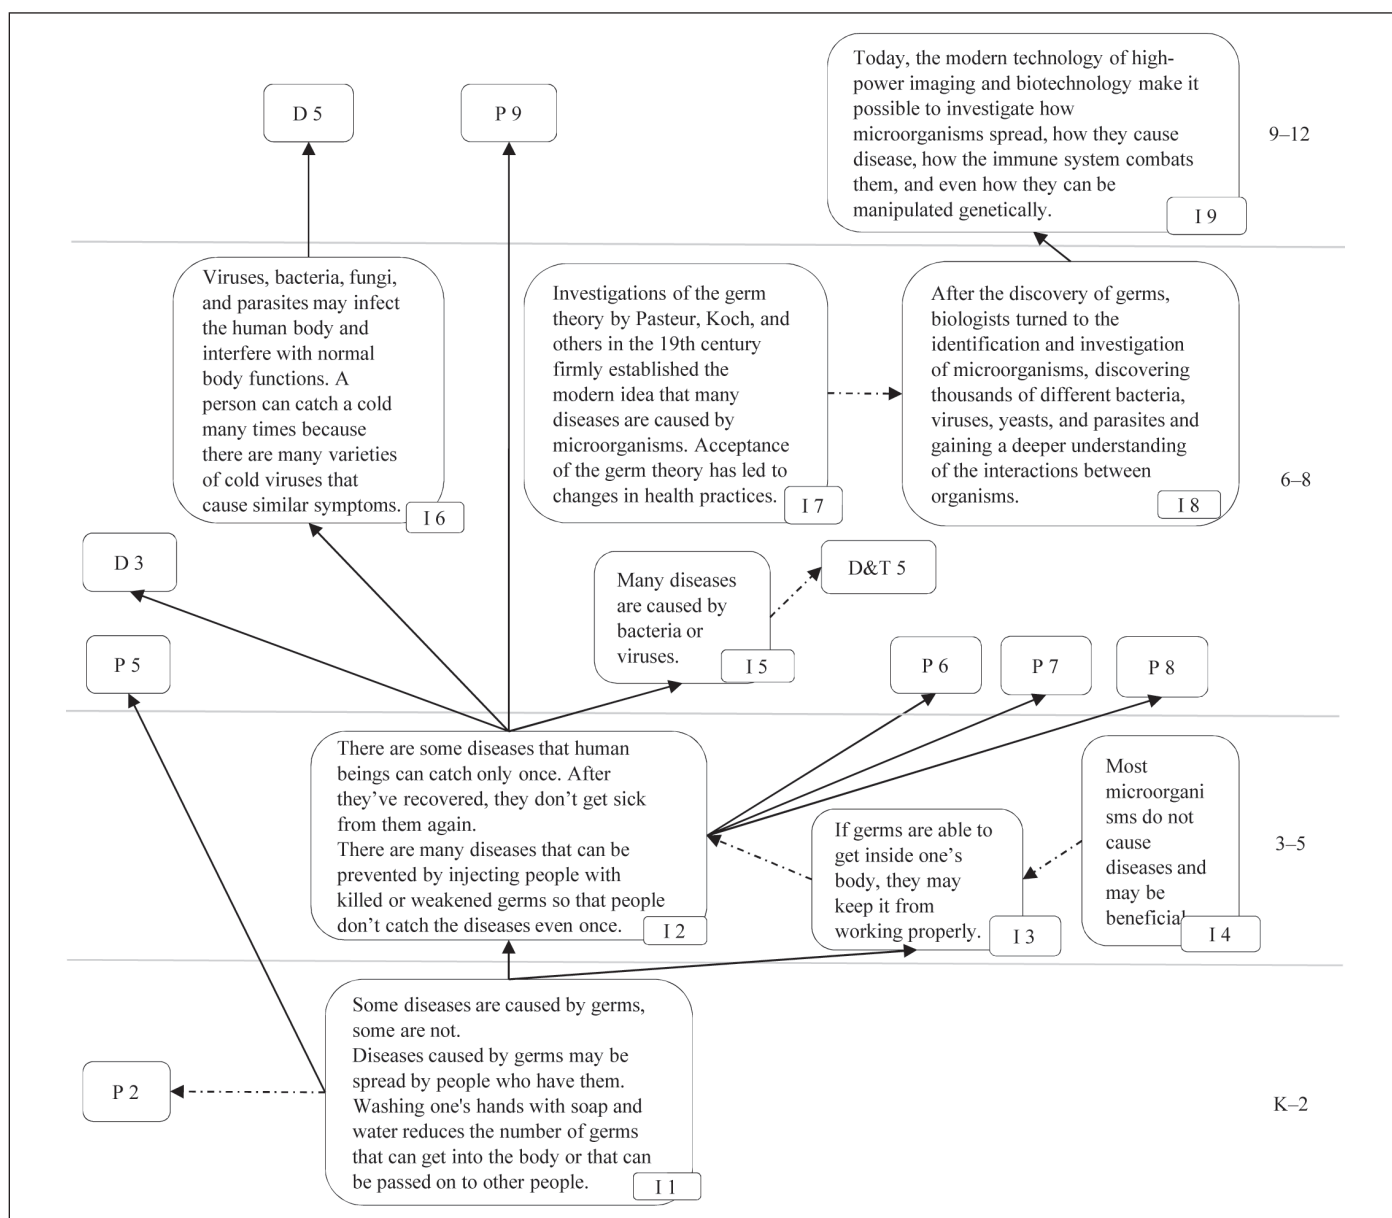 Today, the modern technology of high-
power imaging and biotechnology make it
possible to investigate how
microorganisms spread, how they cause
disease, how the immune system combats
them, and even how they can be
manipulated genetically.
I 9
D 5
P 9
9–12
Viruses, bacteria, fungi,
and parasites may infect
the human body and
interfere with normal
body functions. A
person can catch a cold
many times because
there are many varieties
of cold viruses that
cause similar symptoms.
I 6
Investigations of the germ
theory by Pasteur, Koch, and
others in the 19th century
firmly established the
modern idea that many
diseases are caused by
microorganisms. Acceptance
of the germ theory has led to
changes in health practices.
I 7
After the discovery of germs,
biologists turned to the
identification and investigation
of microorganisms, discovering
thousands of different bacteria,
viruses, yeasts, and parasites and
gaining a deeper understanding
of the interactions between
organisms.
I 8
6–8
D 3
Many diseases
are caused by
bacteria or
viruses.
I 5
D&T 5
P 5
P 6
P 7
P 8
There are some diseases that human
beings can catch only once. After
they’ve recovered, they don’t get sick
from them again.
There are many diseases that can be
prevented by injecting people with
killed or weakened germs so that people
don’t catch the diseases even once.
I 2
If germs are able to
get inside one’s
body, they may
keep it from
working properly.
I 3
Most
microorgani
sms do not
cause
diseases and
may be
beneficial.
I 4
3–5
Some diseases are caused by germs,
some are not.
Diseases caused by germs may be
spread by people who have them.
Washing one's hands with soap and
water reduces the number of germs
that can get into the body or that can
be passed on to other people.
I 1
P 2
K–2